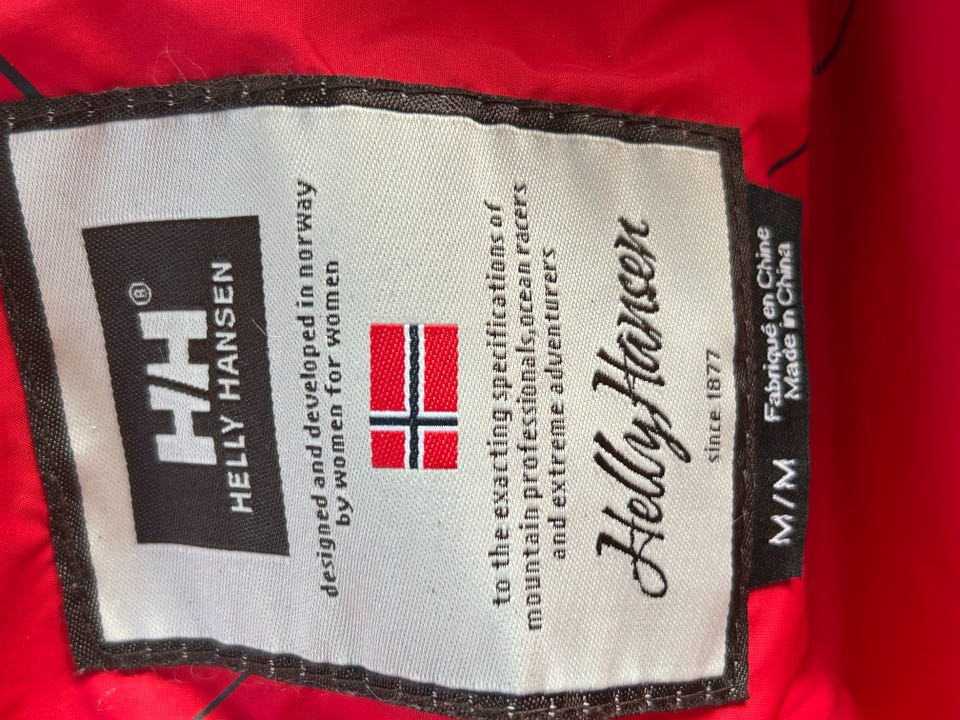 HH®
HELLY HANSEN
designed and developed in norway
by women for women
to the exacting specifications of
mountain professionals,ocean racers
and extreme adventurers
Helly Hansen
since 1877
M/M
Fabriqué en Chine
Made in China